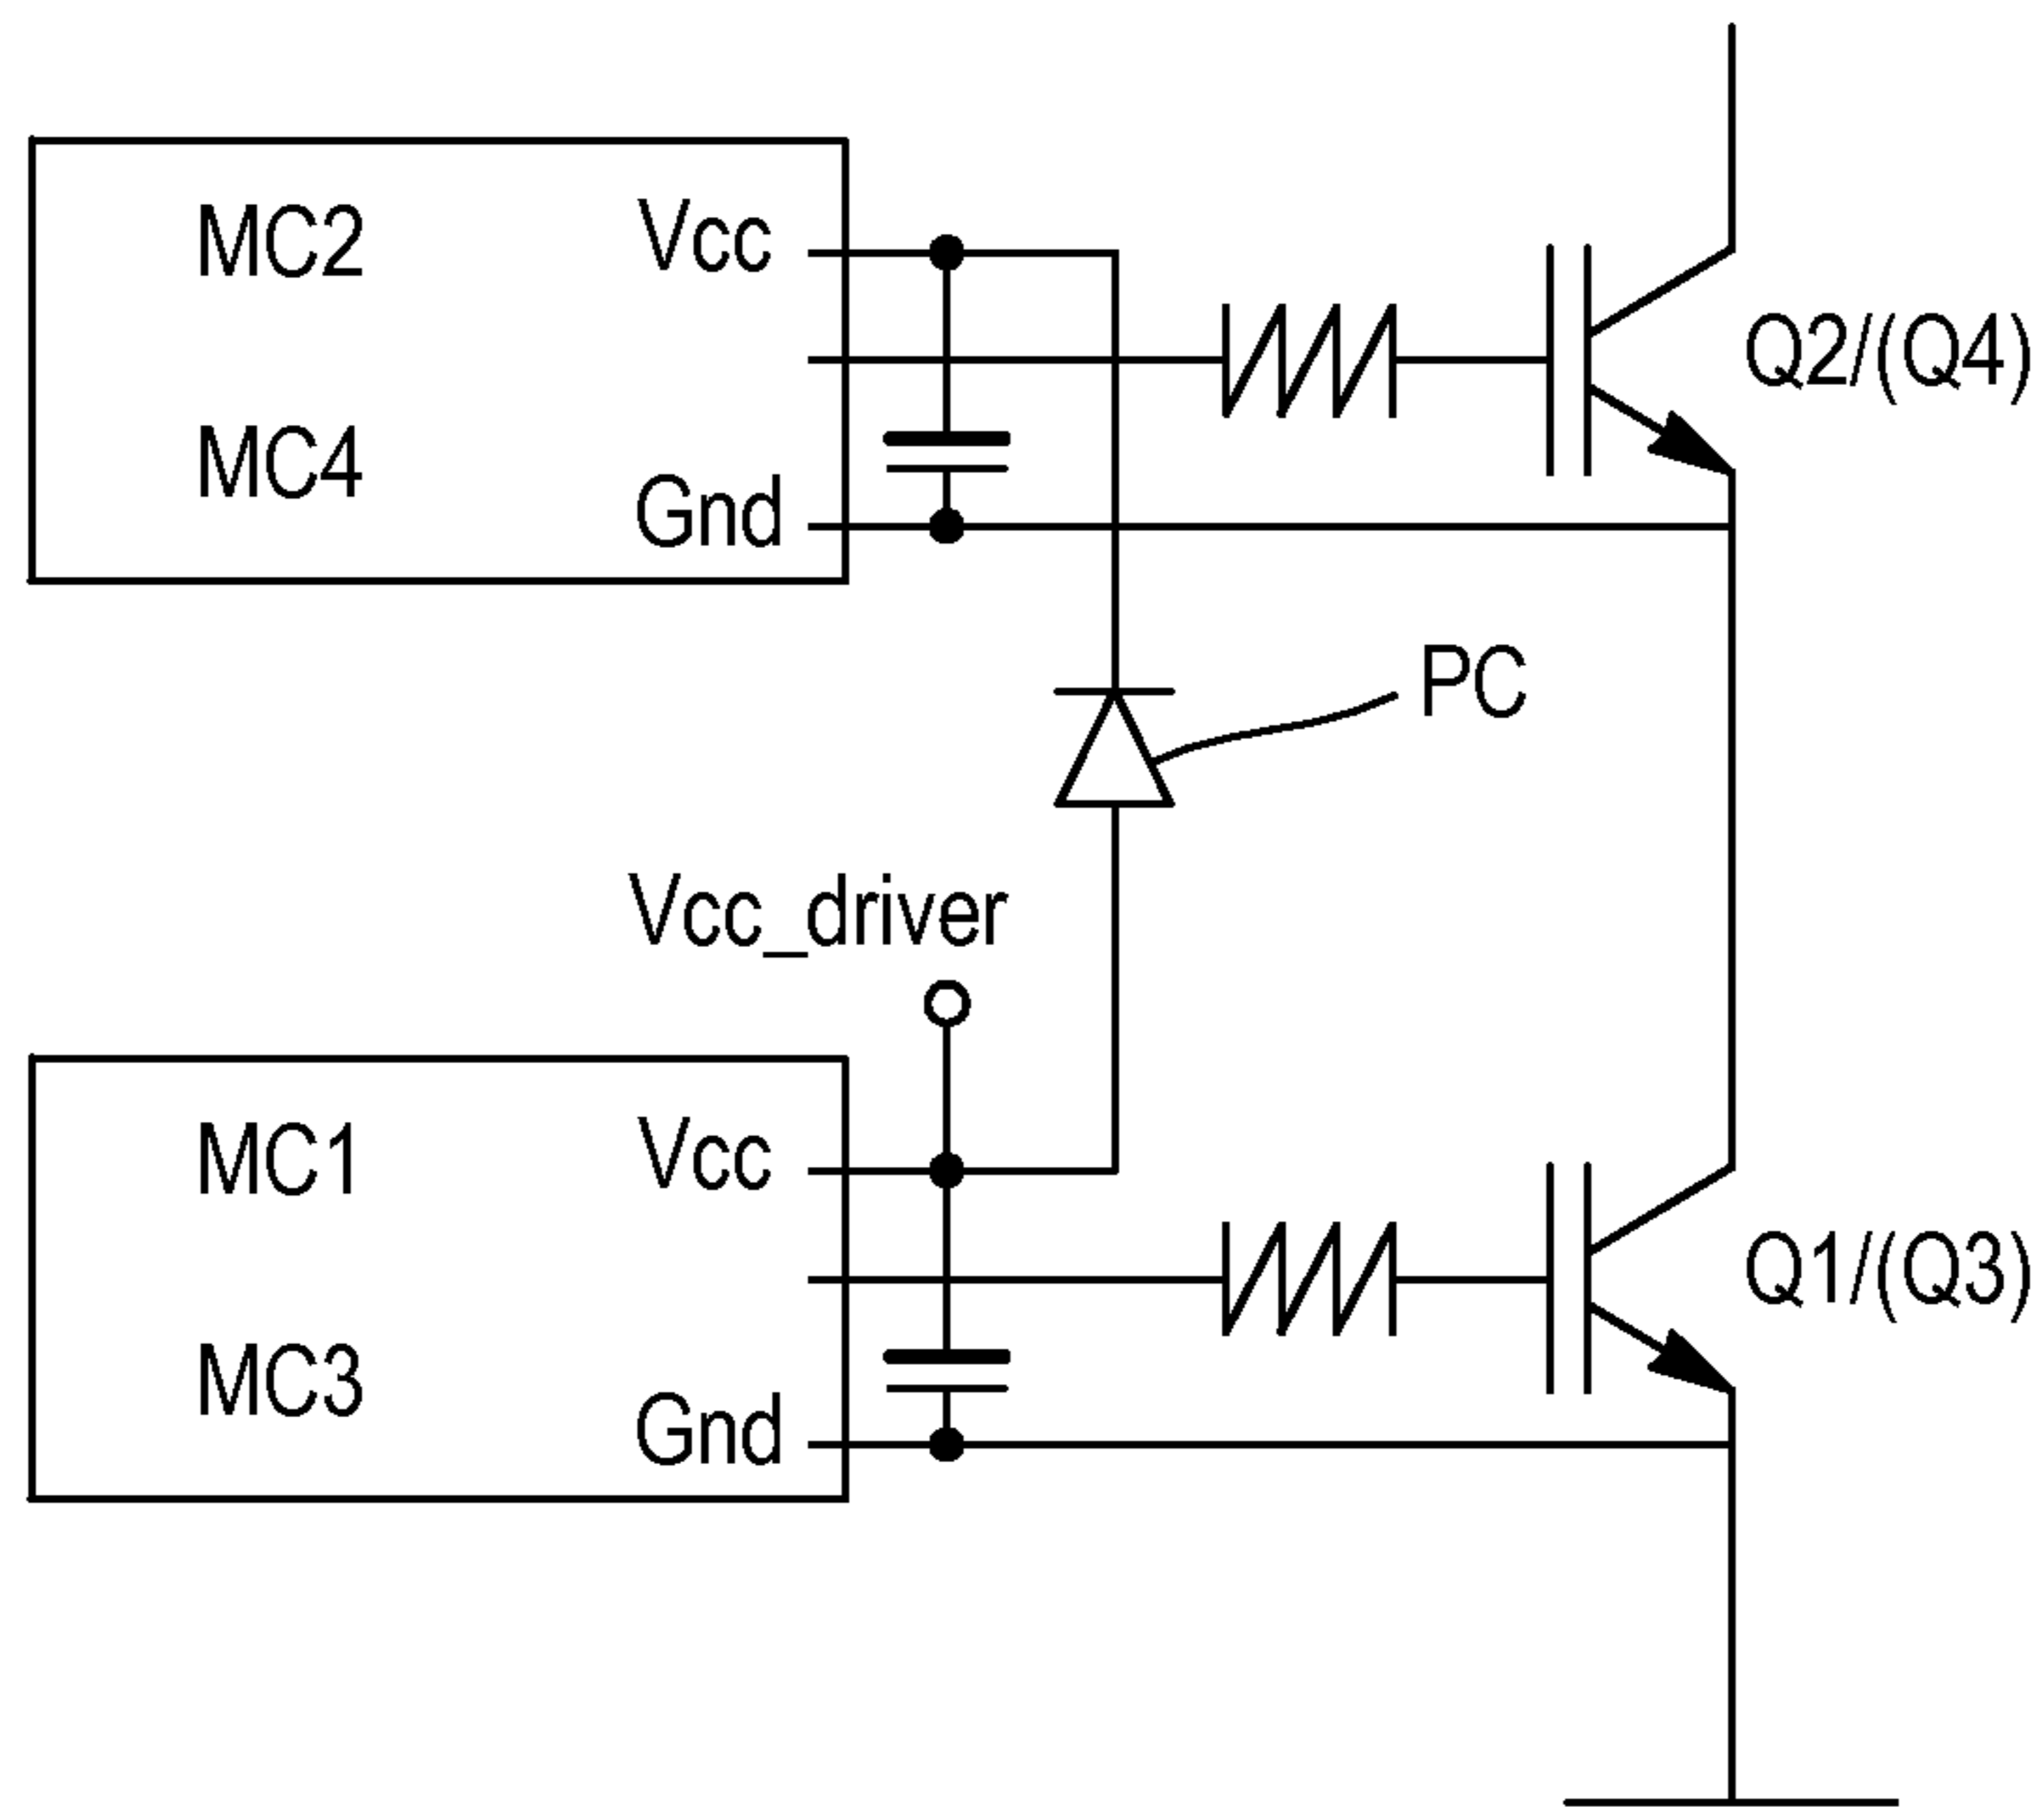 MC2
Vcc
Q2/(Q4)
MC4
Gnd
PC
Vcc_driver
MC1
Vcc
Q1/(Q3)
MC3
Gnd